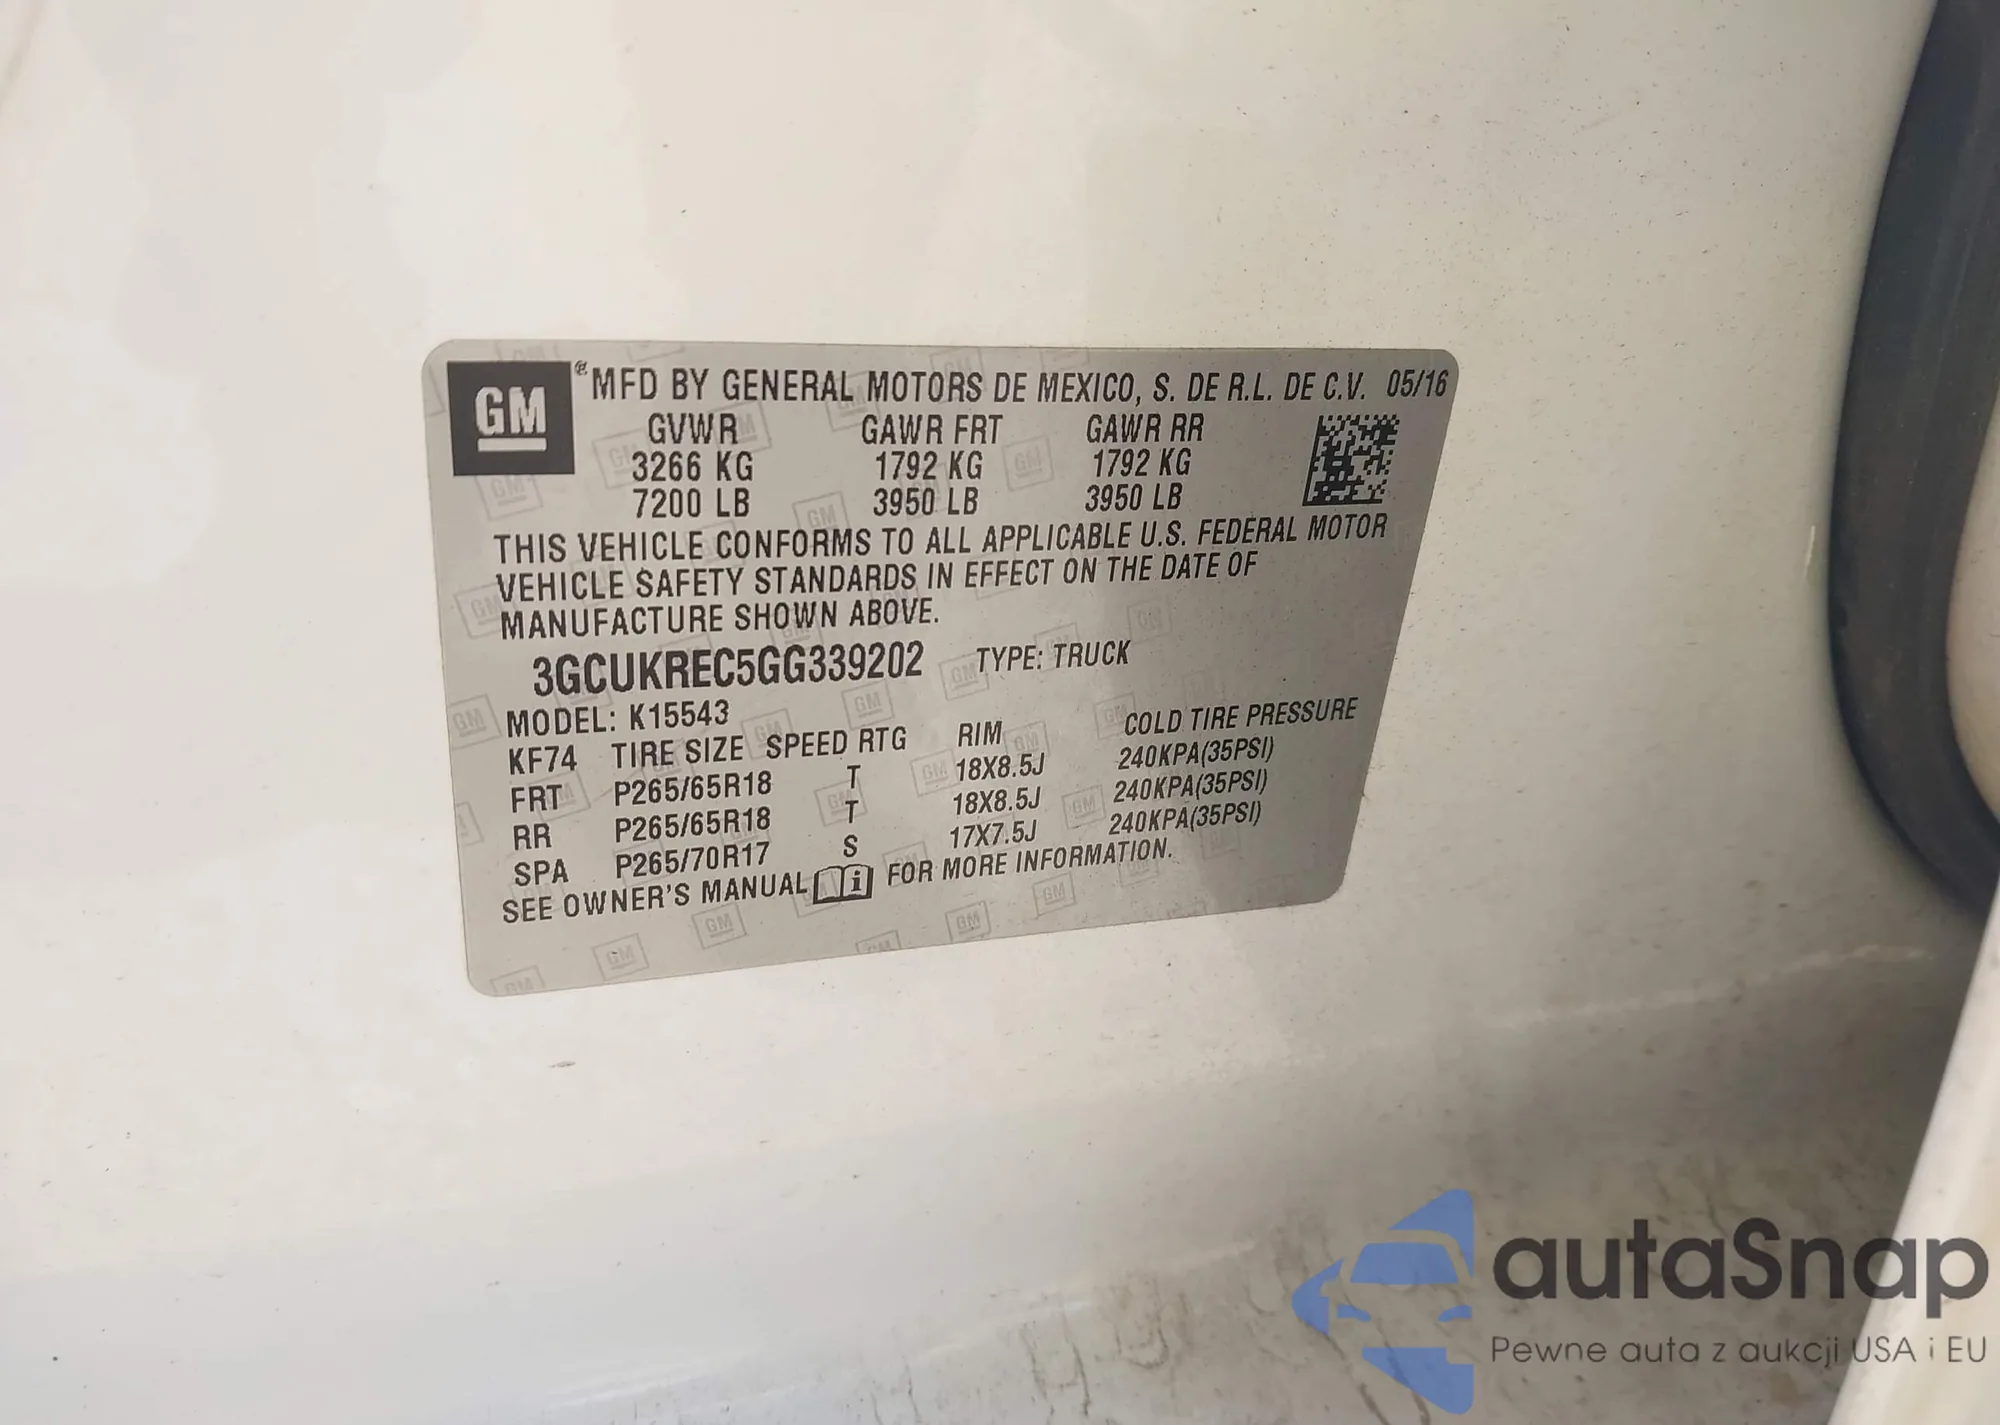 GM ® MFD BY GENERAL MOTORS DE MEXICO, S. DE R.L. DE C.V. 05/16
GVWR GAWR FRT GAWR RR
3266 KG 1792 KG 1792 KG
7200 LB 3950 LB 3950 LB
THIS VEHICLE CONFORMS TO ALL APPLICABLE U.S. FEDERAL MOTOR
VEHICLE SAFETY STANDARDS IN EFFECT ON THE DATE OF
MANUFACTURE SHOWN ABOVE.
3GCUKREC5GG339202 TYPE: TRUCK
MODEL: K15543
KF74 TIRE SIZE SPEED RTG RIM COLD TIRE PRESSURE
FRT P265/65R18 T 18X8.5J 240KPA(35PSI)
RR P265/65R18 T 18X8.5J 240KPA(35PSI)
SPA P265/70R17 S 17X7.5J 240KPA(35PSI)
SEE OWNER'S MANUAL i FOR MORE INFORMATION.
autaSnap
Pewne auta z aukcji USA i EU